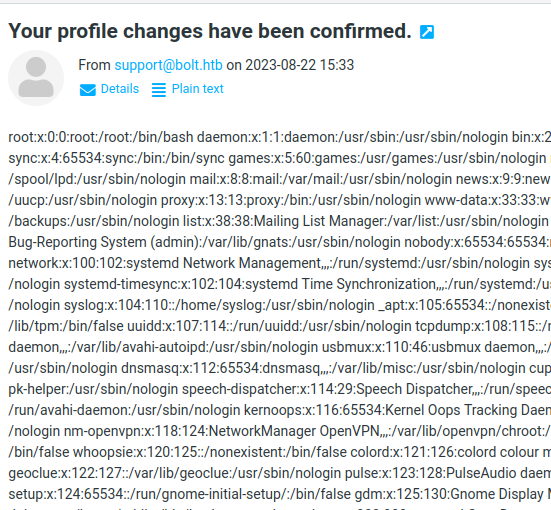 Your profile changes have been confirmed.
From support@bolt.htb on 2023-08-22 15:33
Details Plain text
root:x:0:0:root:/root:/bin/bash daemon:x:1:1:daemon:/usr/sbin:/usr/sbin/nologin bin:x:2
sync:x:4:65534:sync:/bin:/bin/sync games:x:5:60:games:/usr/games:/usr/sbin/nologin
/spool/lpd:/usr/sbin/nologin mail:x:8:8:mail:/var/mail:/usr/sbin/nologin news:x:9:9:new
/uucp:/usr/sbin/nologin proxy:x:13:13:proxy:/bin:/usr/sbin/nologin www-data:x:33:33:w
/backups:/usr/sbin/nologin list:x:38:38:Mailing List Manager:/var/list:/usr/sbin/nologin
Bug-Reporting System (admin):/var/lib/gnats:/usr/sbin/nologin nobody:x:65534:65534:
network:x:100:102:systemd Network Management,,,:/run/systemd:/usr/sbin/nologin sys
/nologin systemd-timesync:x:102:104:systemd Time Synchronization,,,:/run/systemd:/us
/nologin syslog:x:104:110::/home/syslog:/usr/sbin/nologin _apt:x:105:65534::/nonexiste
/lib/tpm:/bin/false uuidd:x:107:114::/run/uuidd:/usr/sbin/nologin tcpdump:x:108:115::/n
daemon,,,:/var/lib/avahi-autoipd:/usr/sbin/nologin usbmux:x:110:46:usbmux daemon,,,:/
/usr/sbin/nologin dnsmasq:x:112:65534:dnsmasq,,,:/var/lib/misc:/usr/sbin/nologin cup
pk-helper:/usr/sbin/nologin speech-dispatcher:x:114:29:Speech Dispatcher,,,:/run/speec
/run/avahi-daemon:/usr/sbin/nologin kernoops:x:116:65534:Kernel Oops Tracking Daem
/nologin nm-openvpn:x:118:124:NetworkManager OpenVPN,,,:/var/lib/openvpn/chroot:/
/bin/false whoopsie:x:120:125::/nonexistent:/bin/false colord:x:121:126:colord colour m
geoclue:x:122:127::/var/lib/geoclue:/usr/sbin/nologin pulse:x:123:128:PulseAudio daem
setup:x:124:65534::/run/gnome-initial-setup/:/bin/false gdm:x:125:130:Gnome Display M